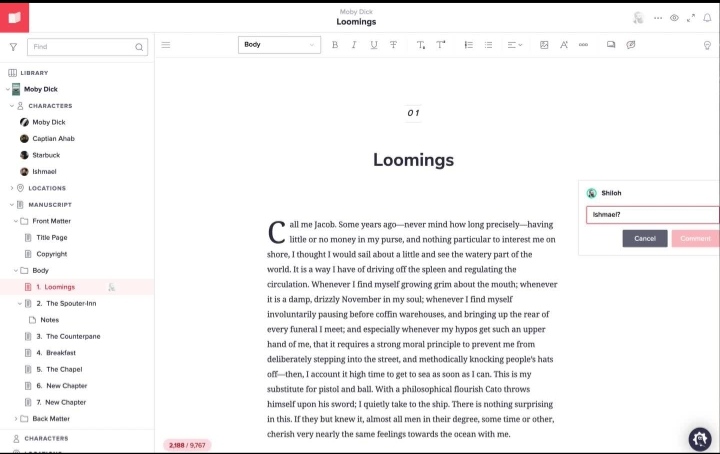 Moby Dick
Loomings
Find
Body
B I U T T T
A
LIBRARY
Moby Dick
CHARACTERS
Moby Dick
Captian Ahab
Starbuck
Ishmael
LOCATIONS
MANUSCRIPT
Front Matter
Title Page
Copyright
Body
1. Loomings
2. The Spouter-Inn
Notes
3. The Counterpane
4. Breakfast
5. The Chapel
6. New Chapter
7. New Chapter
Back Matter
CHARACTERS
01
Loomings
Call me Jacob. Some years ago—never mind how long precisely—having
little or no money in my purse, and nothing particular to interest me on
shore, I thought I would sail about a little and see the watery part of the
world. It is a way I have of driving off the spleen and regulating the
circulation. Whenever I find myself growing grim about the mouth; whenever
it is a damp, drizzly November in my soul; whenever I find myself
involuntarily pausing before coffin warehouses, and bringing up the rear of
every funeral I meet; and especially whenever my hypos get such an upper
hand of me, that it requires a strong moral principle to prevent me from
deliberately stepping into the street, and methodically knocking people's hats
off—then, I account it high time to get to sea as soon as I can. This is my
substitute for pistol and ball. With a philosophical flourish Cato throws
himself upon his sword; I quietly take to the ship. There is nothing surprising
in this. If they but knew it, almost all men in their degree, some time or other,
cherish very nearly the same feelings towards the ocean with me.
2,188 / 9,767
Shiloh
Ishmael?
Cancel
Comment